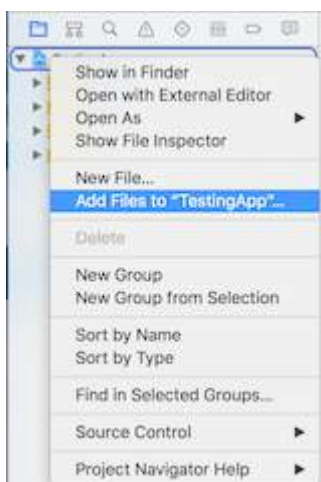 Show in Finder
Open with External Editor
Open As
Show File Inspector
New File...
Add Files to "TestingApp"...
Delete
New Group
New Group from Selection
Sort by Name
Sort by Type
Find in Selected Groups...
Source Control
Project Navigator Help